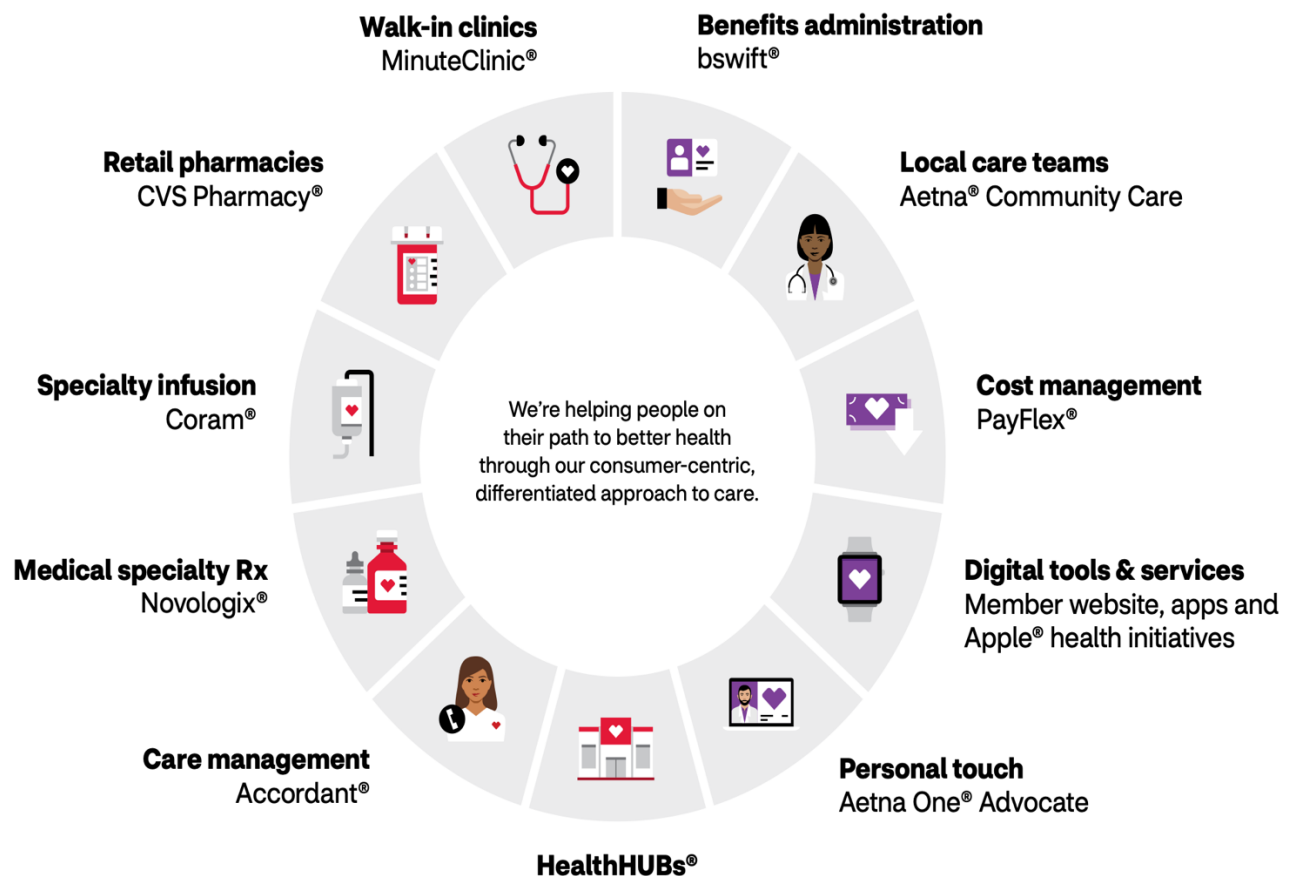 Walk-in clinics
MinuteClinic®
Benefits administration
bswift®
Retail pharmacies
CVS Pharmacy®
Local care teams
Aetna® Community Care
Specialty infusion
Coram®
Cost management
PayFlex®
We’re helping people on
their path to better health
through our consumer-centric,
differentiated approach to care.
Medical specialty Rx
Novologix®
Digital tools & services
Member website, apps and
Apple® health initiatives
Care management
Accordant®
Personal touch
Aetna One® Advocate
HealthHUBs®